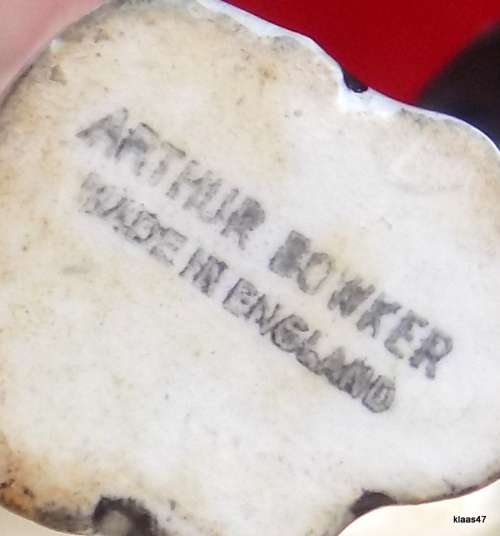 ARTHUR BOWKER
MADE IN ENGLAND
klaas47